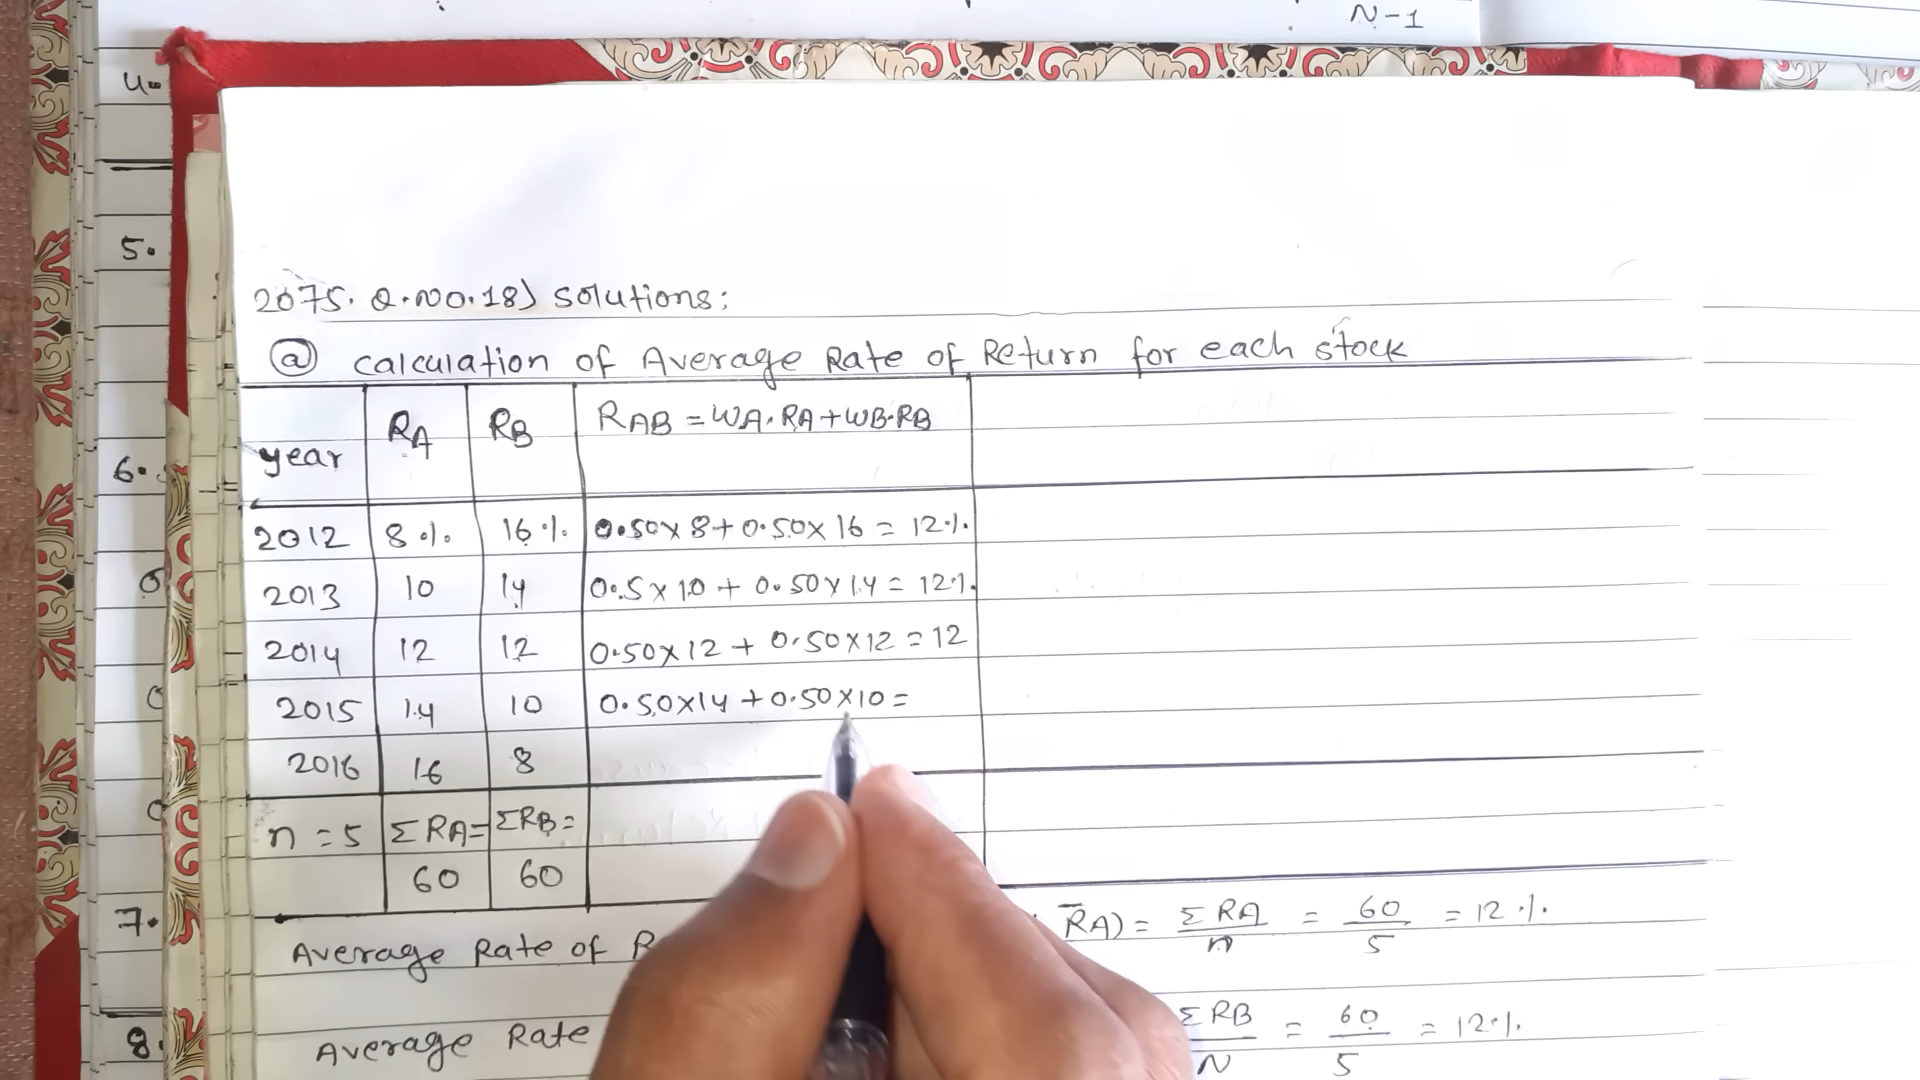 N-1
2075. Q.NO.18) Solutions:
(a) Calculation of Average Rate of Return for each stock
year RA RB RAB = WA.RA+WB.RB
2012 8% 16% 0.50x8+0.50x16 = 12%
2013 10 14 0.5x10 + 0.50x14 = 12%
2014 12 12 0.50x12 + 0.50x12 = 12
2015 14 10 0.50x14 + 0.50x10 =
2016 16 8
n = 5 ΣRA= ΣRB=
60 60
Average Rate of R̄A) = ΣRA/n = 60/5 = 12%
Average Rate ΣRB/N = 60/5 = 12%
5.
6.
7.
8.